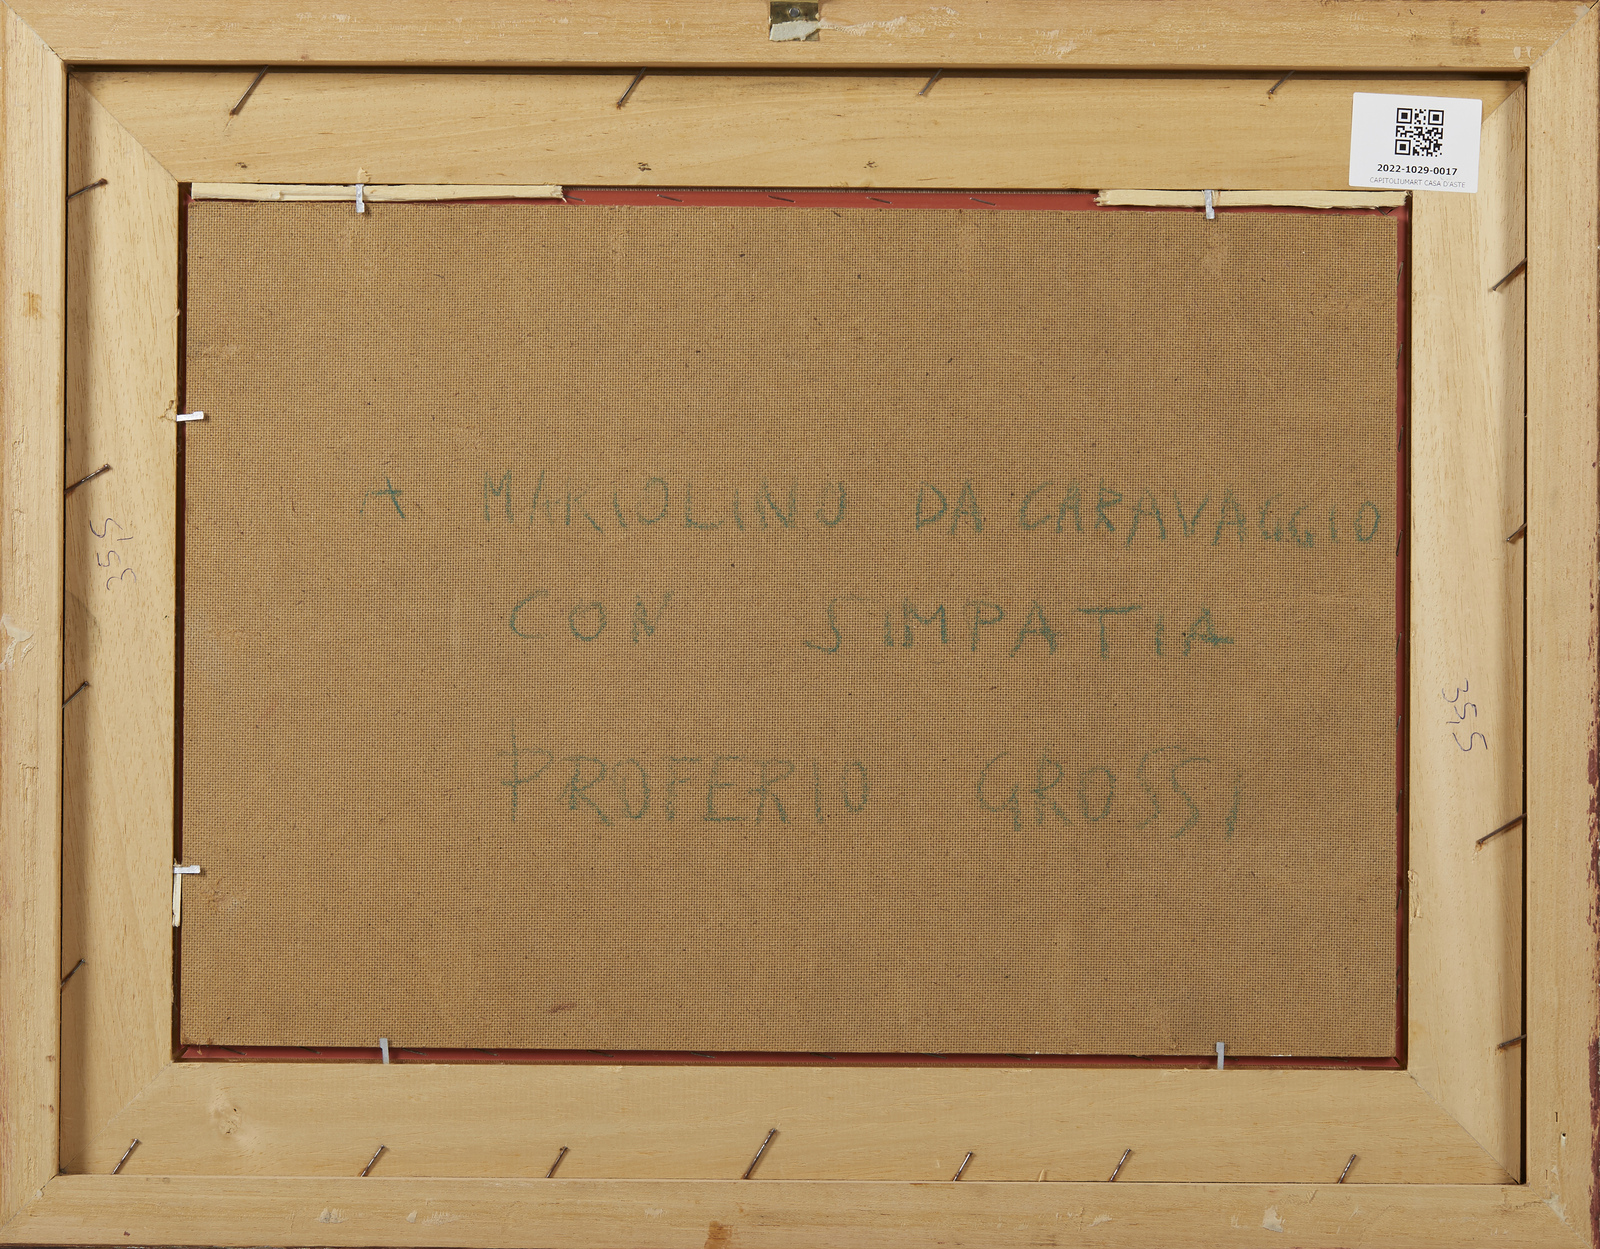 2022-1029-0017
CAPITOLIUMART CASA D'ASTE
A MARIOLINO DA CARAVAGGIO
CON SIMPATIA
PROFERIO GROSSI
355
355